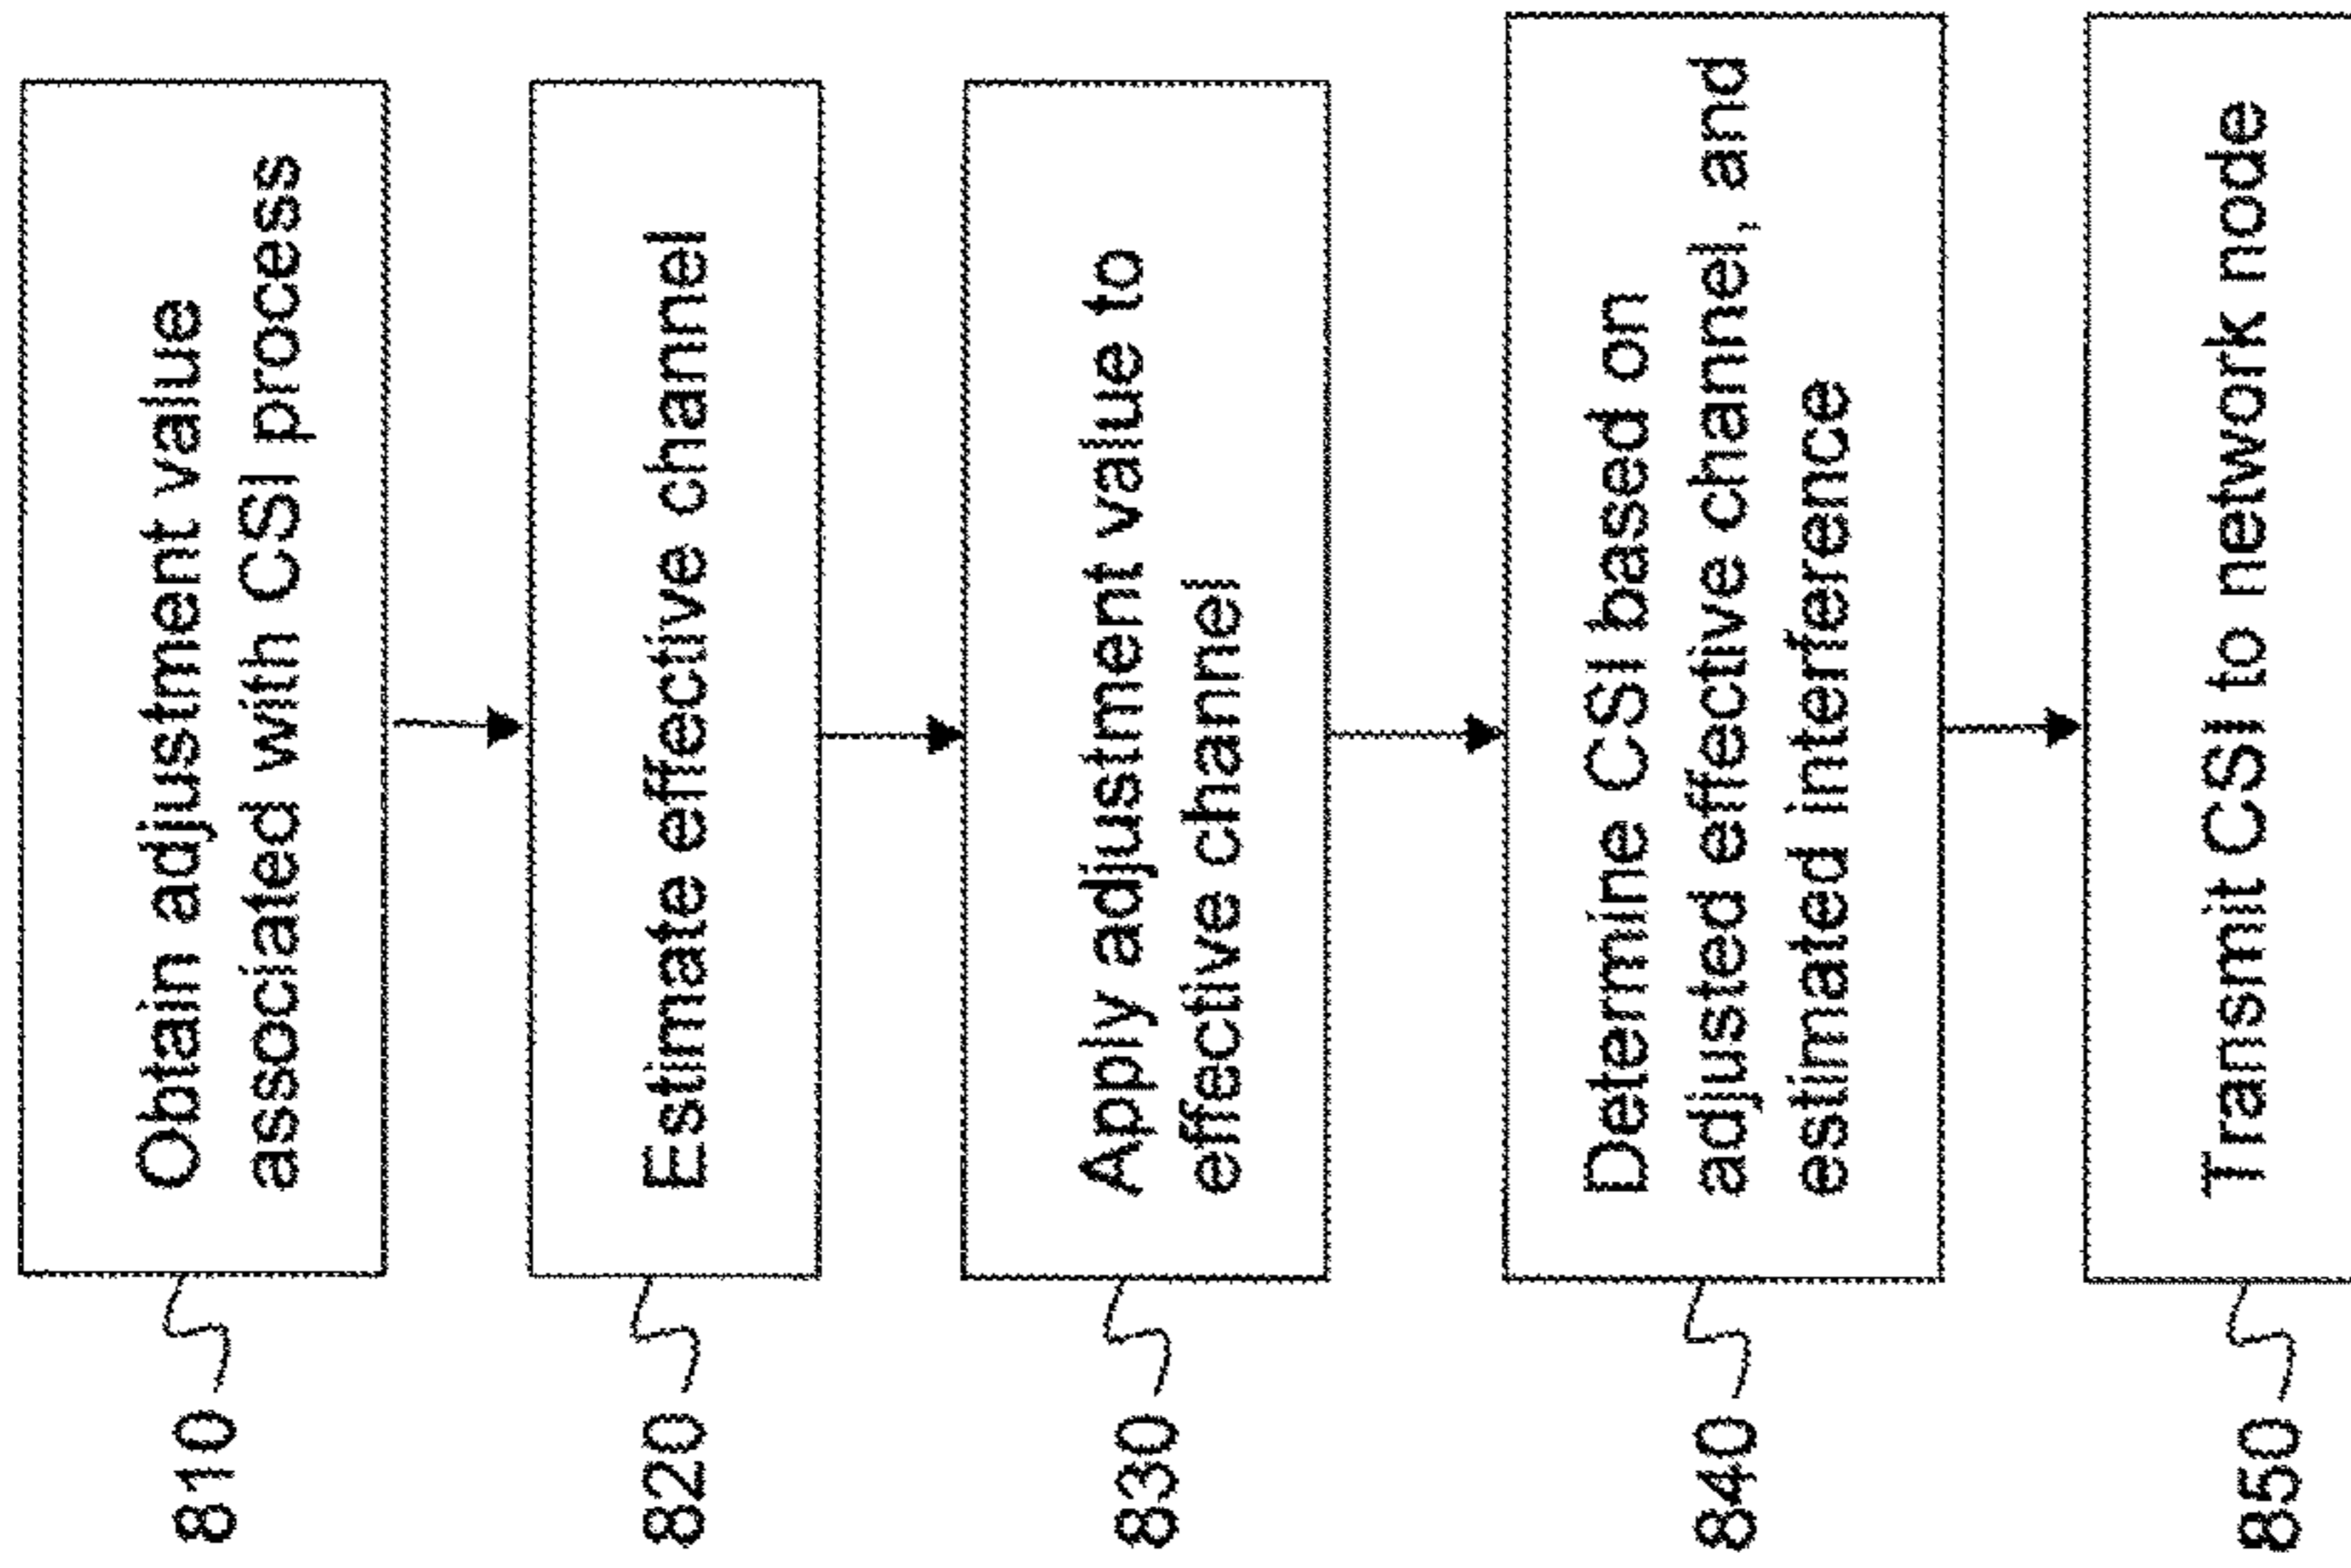 810
Obtain adjustment value
associated with CSI process
820
Estimate effective channel
830
Apply adjustment value to
effective channel
840
Determine CSI based on
adjusted effective channel, and
estimated interference
850
Transmit CSI to network node